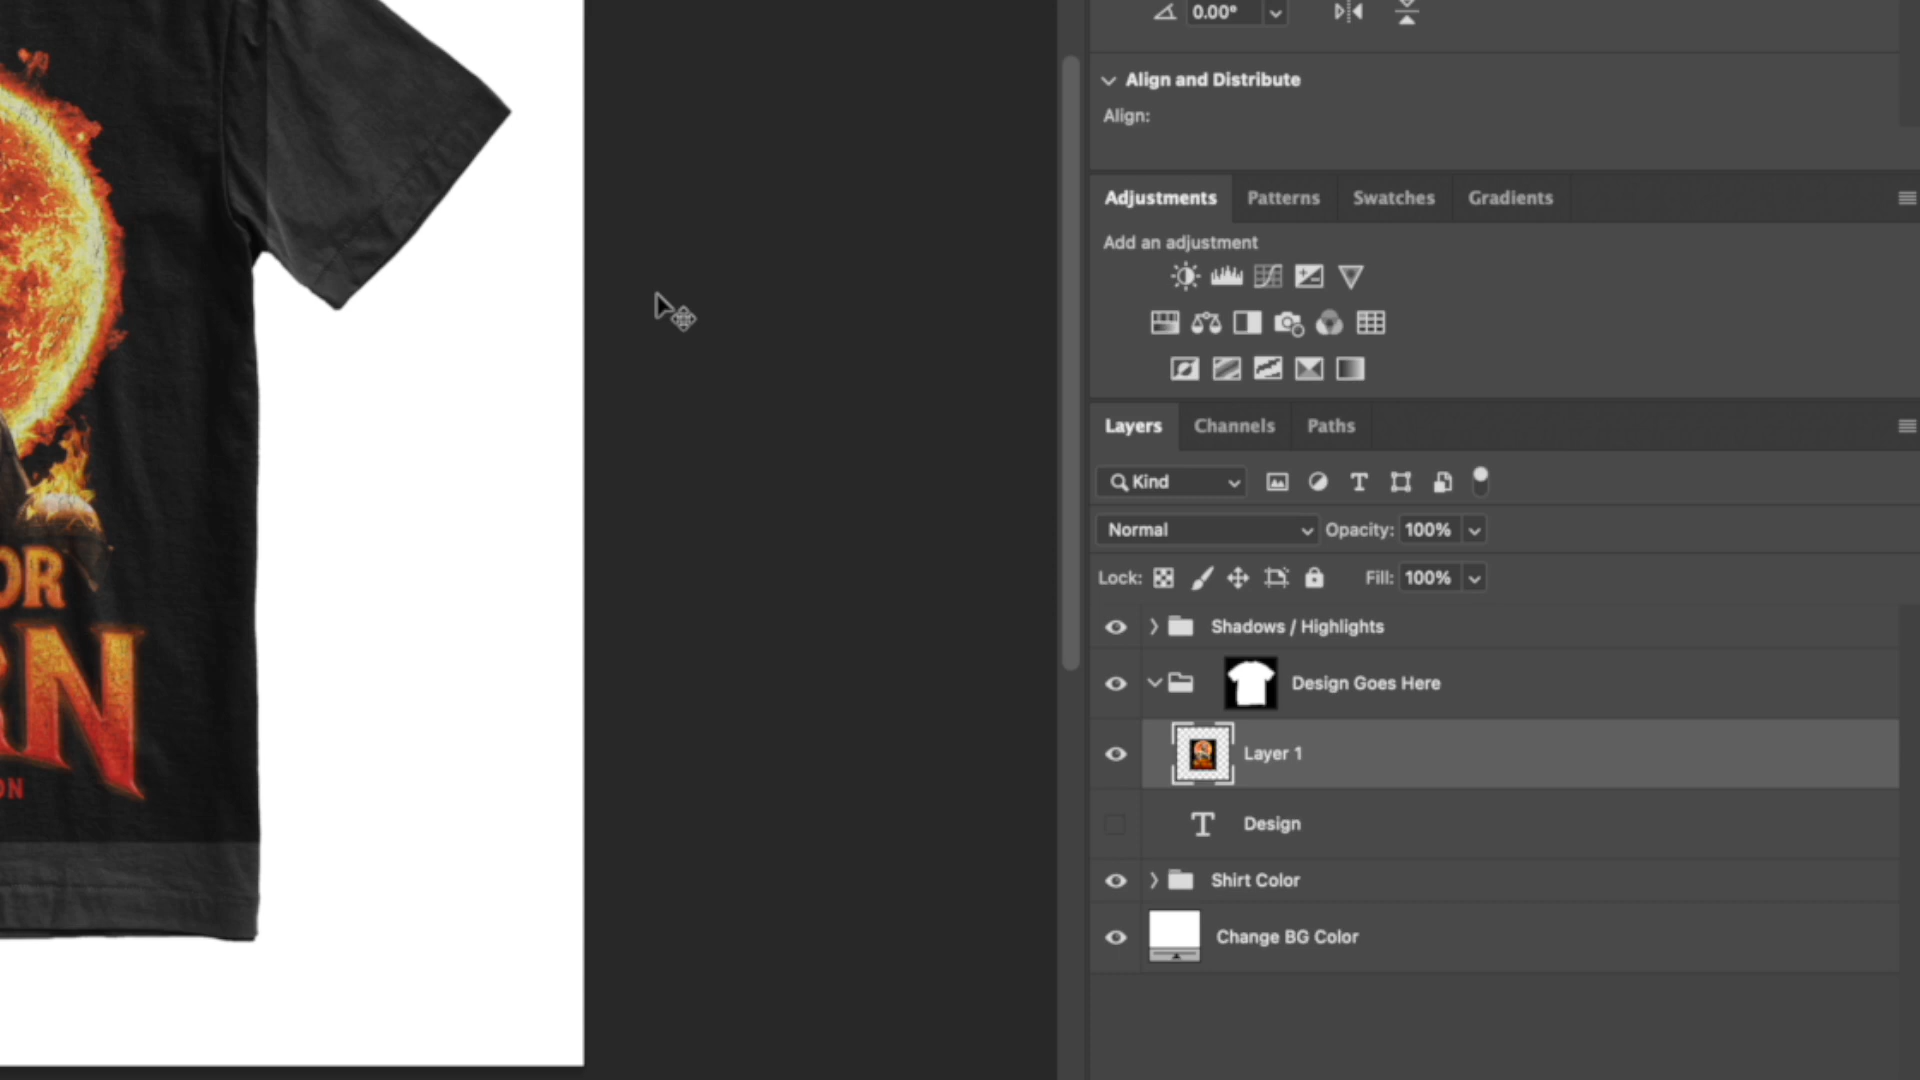 0.00°
Align and Distribute
Align:
Adjustments Patterns Swatches Gradients
Add an adjustment
Layers Channels Paths
Kind
Normal Opacity: 100%
Lock: Fill: 100%
Shadows / Highlights
Design Goes Here
Layer 1
Design
Shirt Color
Change BG Color
OR
RN
ON